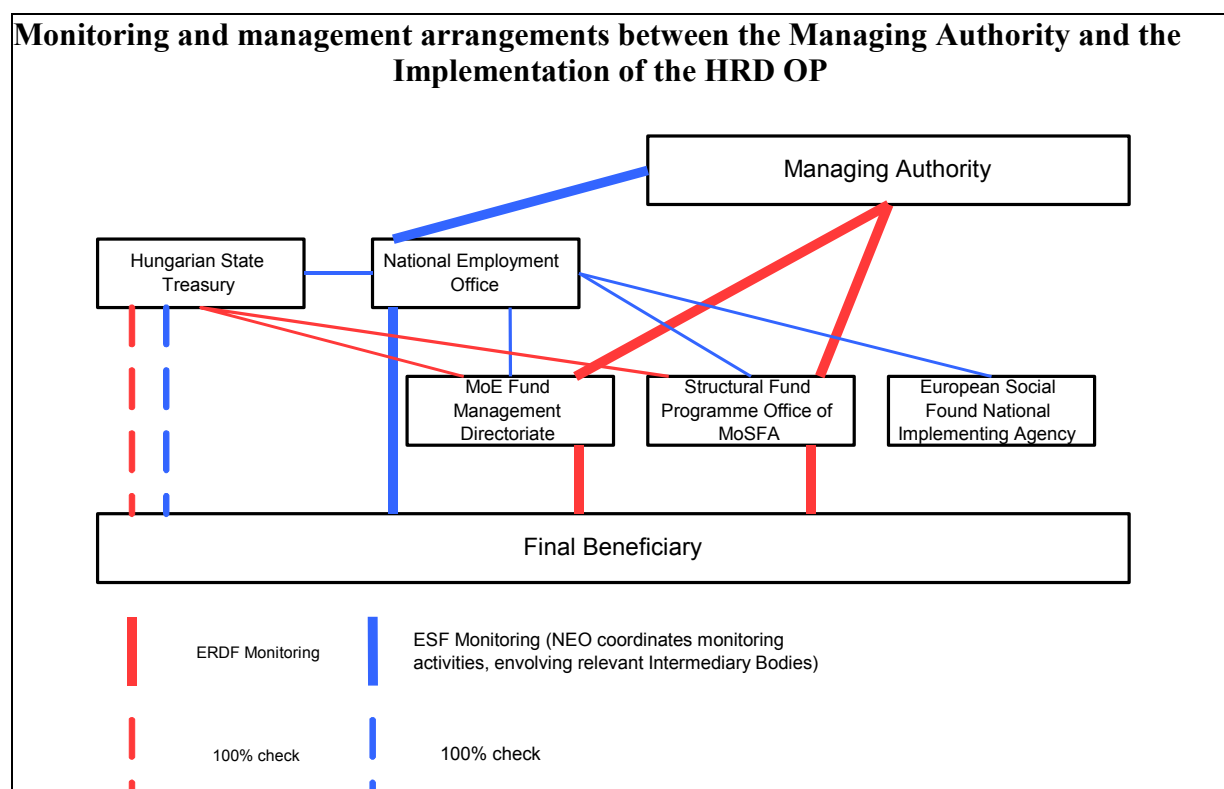 Monitoring and management arrangements between the Managing Authority and the
Implementation of the HRD OP
Managing Authority
Hungarian State
Treasury
National Employment
Office
MoE Fund
Management
Directoriate
Structural Fund
Programme Office of
MoSFA
European Social
Found National
Implementing Agency
Final Beneficiary
ERDF Monitoring
ESF Monitoring (NEO coordinates monitoring
activities, envolving relevant Intermediary Bodies)
100% check
100% check